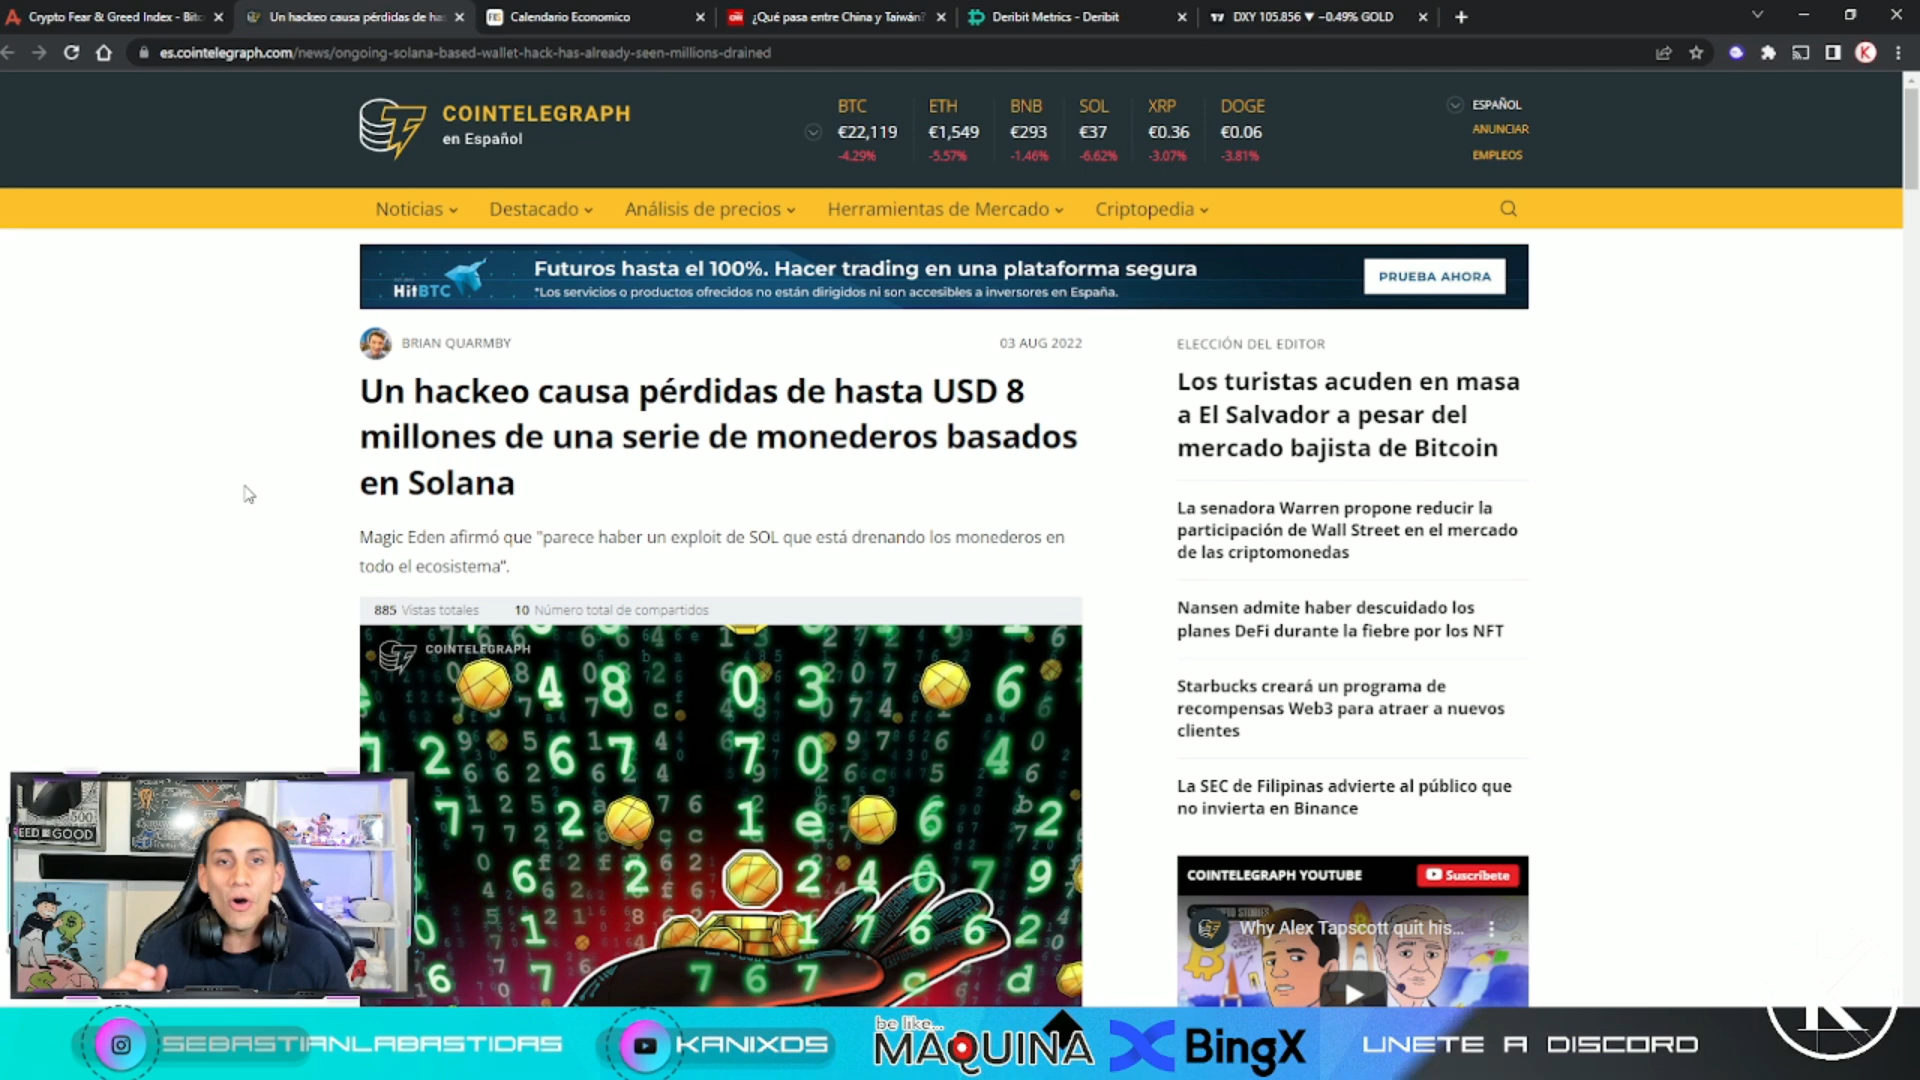 Crypto Fear & Greed Index - Bitc
Un hackeo causa pérdidas de ha
Calendario Economico
¿Qué pasa entre China y Taiwán?
Deribit Metrics - Deribit
DXY 105.856 ▼ −0.49% GOLD
es.cointelegraph.com/news/ongoing-solana-based-wallet-hack-has-already-seen-millions-drained
COINTELEGRAPH
en Español
BTC
€22,119
-4.29%
ETH
€1,549
-5.57%
BNB
€293
-1.46%
SOL
€37
-6.62%
XRP
€0.36
-3.07%
DOGE
€0.06
-3.81%
ESPAÑOL
ANUNCIAR
EMPLEOS
Noticias
Destacado
Análisis de precios
Herramientas de Mercado
Criptopedia
HitBTC
Futuros hasta el 100%. Hacer trading en una plataforma segura
*Los servicios o productos ofrecidos no están dirigidos ni son accesibles a inversores en España.
PRUEBA AHORA
BRIAN QUARMBY
03 AUG 2022
Un hackeo causa pérdidas de hasta USD 8
millones de una serie de monederos basados
en Solana
Magic Eden afirmó que "parece haber un exploit de SOL que está drenando los monederos en
todo el ecosistema".
885 Vistas totales
10 Número total de compartidos
COINTELEGRAPH
ELECCIÓN DEL EDITOR
Los turistas acuden en masa
a El Salvador a pesar del
mercado bajista de Bitcoin
La senadora Warren propone reducir la
participación de Wall Street en el mercado
de las criptomonedas
Nansen admite haber descuidado los
planes DeFi durante la fiebre por los NFT
Starbucks creará un programa de
recompensas Web3 para atraer a nuevos
clientes
La SEC de Filipinas advierte al público que
no invierta en Binance
COINTELEGRAPH YOUTUBE
Suscríbete
Why Alex Tapscott quit his...
SEBASTIANLABASTIDAS
KANIXDS
be like...
MAQUINA
BingX
UNETE A DISCORD